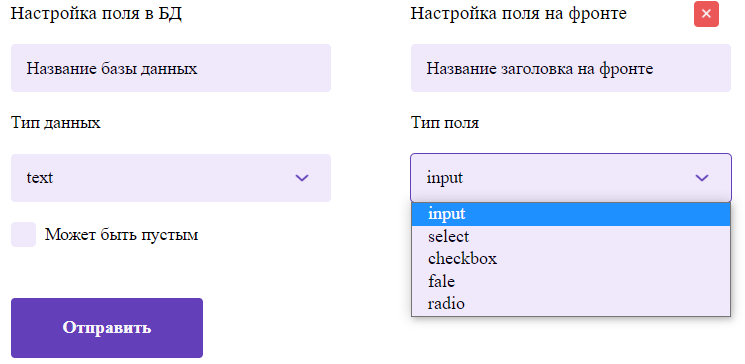 Настройка поля в БД
Название базы данных
Тип данных
text
Может быть пустым
Отправить
Настройка поля на фронте
Название заголовка на фронте
Тип поля
input
input
select
checkbox
fale
radio